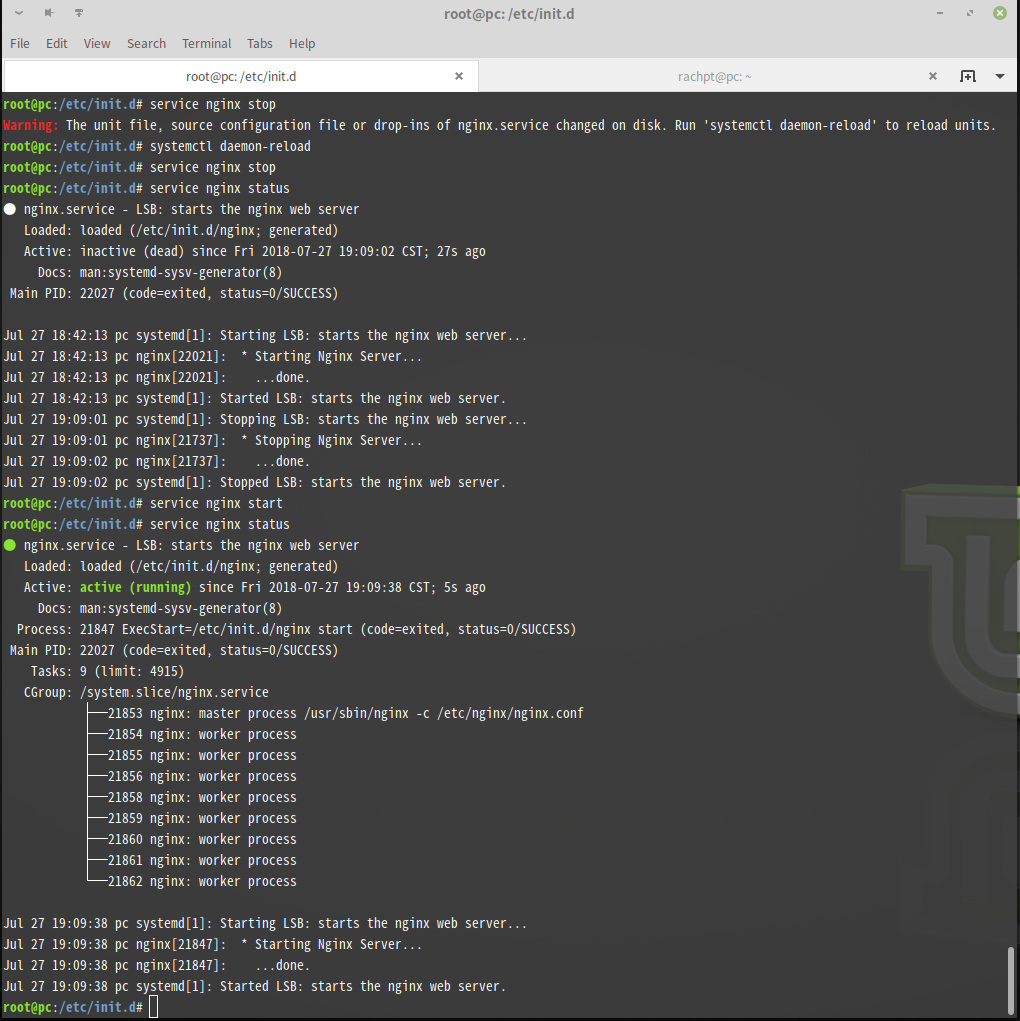 root@pc: /etc/init.d
File Edit View Search Terminal Tabs Help
root@pc: /etc/init.d rachpt@pc: ~
root@pc:/etc/init.d# service nginx stop
Warning: The unit file, source configuration file or drop-ins of nginx.service changed on disk. Run 'systemctl daemon-reload' to reload units.
root@pc:/etc/init.d# systemctl daemon-reload
root@pc:/etc/init.d# service nginx stop
root@pc:/etc/init.d# service nginx status
● nginx.service - LSB: starts the nginx web server
   Loaded: loaded (/etc/init.d/nginx; generated)
   Active: inactive (dead) since Fri 2018-07-27 19:09:02 CST; 27s ago
     Docs: man:systemd-sysv-generator(8)
 Main PID: 22027 (code=exited, status=0/SUCCESS)
Jul 27 18:42:13 pc systemd[1]: Starting LSB: starts the nginx web server...
Jul 27 18:42:13 pc nginx[22021]:  * Starting Nginx Server...
Jul 27 18:42:13 pc nginx[22021]:    ...done.
Jul 27 18:42:13 pc systemd[1]: Started LSB: starts the nginx web server.
Jul 27 19:09:01 pc systemd[1]: Stopping LSB: starts the nginx web server...
Jul 27 19:09:01 pc nginx[21737]:  * Stopping Nginx Server...
Jul 27 19:09:02 pc nginx[21737]:    ...done.
Jul 27 19:09:02 pc systemd[1]: Stopped LSB: starts the nginx web server.
root@pc:/etc/init.d# service nginx start
root@pc:/etc/init.d# service nginx status
● nginx.service - LSB: starts the nginx web server
   Loaded: loaded (/etc/init.d/nginx; generated)
   Active: active (running) since Fri 2018-07-27 19:09:38 CST; 5s ago
     Docs: man:systemd-sysv-generator(8)
  Process: 21847 ExecStart=/etc/init.d/nginx start (code=exited, status=0/SUCCESS)
 Main PID: 22027 (code=exited, status=0/SUCCESS)
    Tasks: 9 (limit: 4915)
   CGroup: /system.slice/nginx.service
           ├──21853 nginx: master process /usr/sbin/nginx -c /etc/nginx/nginx.conf
           ├──21854 nginx: worker process
           ├──21855 nginx: worker process
           ├──21856 nginx: worker process
           ├──21858 nginx: worker process
           ├──21859 nginx: worker process
           ├──21860 nginx: worker process
           ├──21861 nginx: worker process
           └──21862 nginx: worker process
Jul 27 19:09:38 pc systemd[1]: Starting LSB: starts the nginx web server...
Jul 27 19:09:38 pc nginx[21847]:  * Starting Nginx Server...
Jul 27 19:09:38 pc nginx[21847]:    ...done.
Jul 27 19:09:38 pc systemd[1]: Started LSB: starts the nginx web server.
root@pc:/etc/init.d#